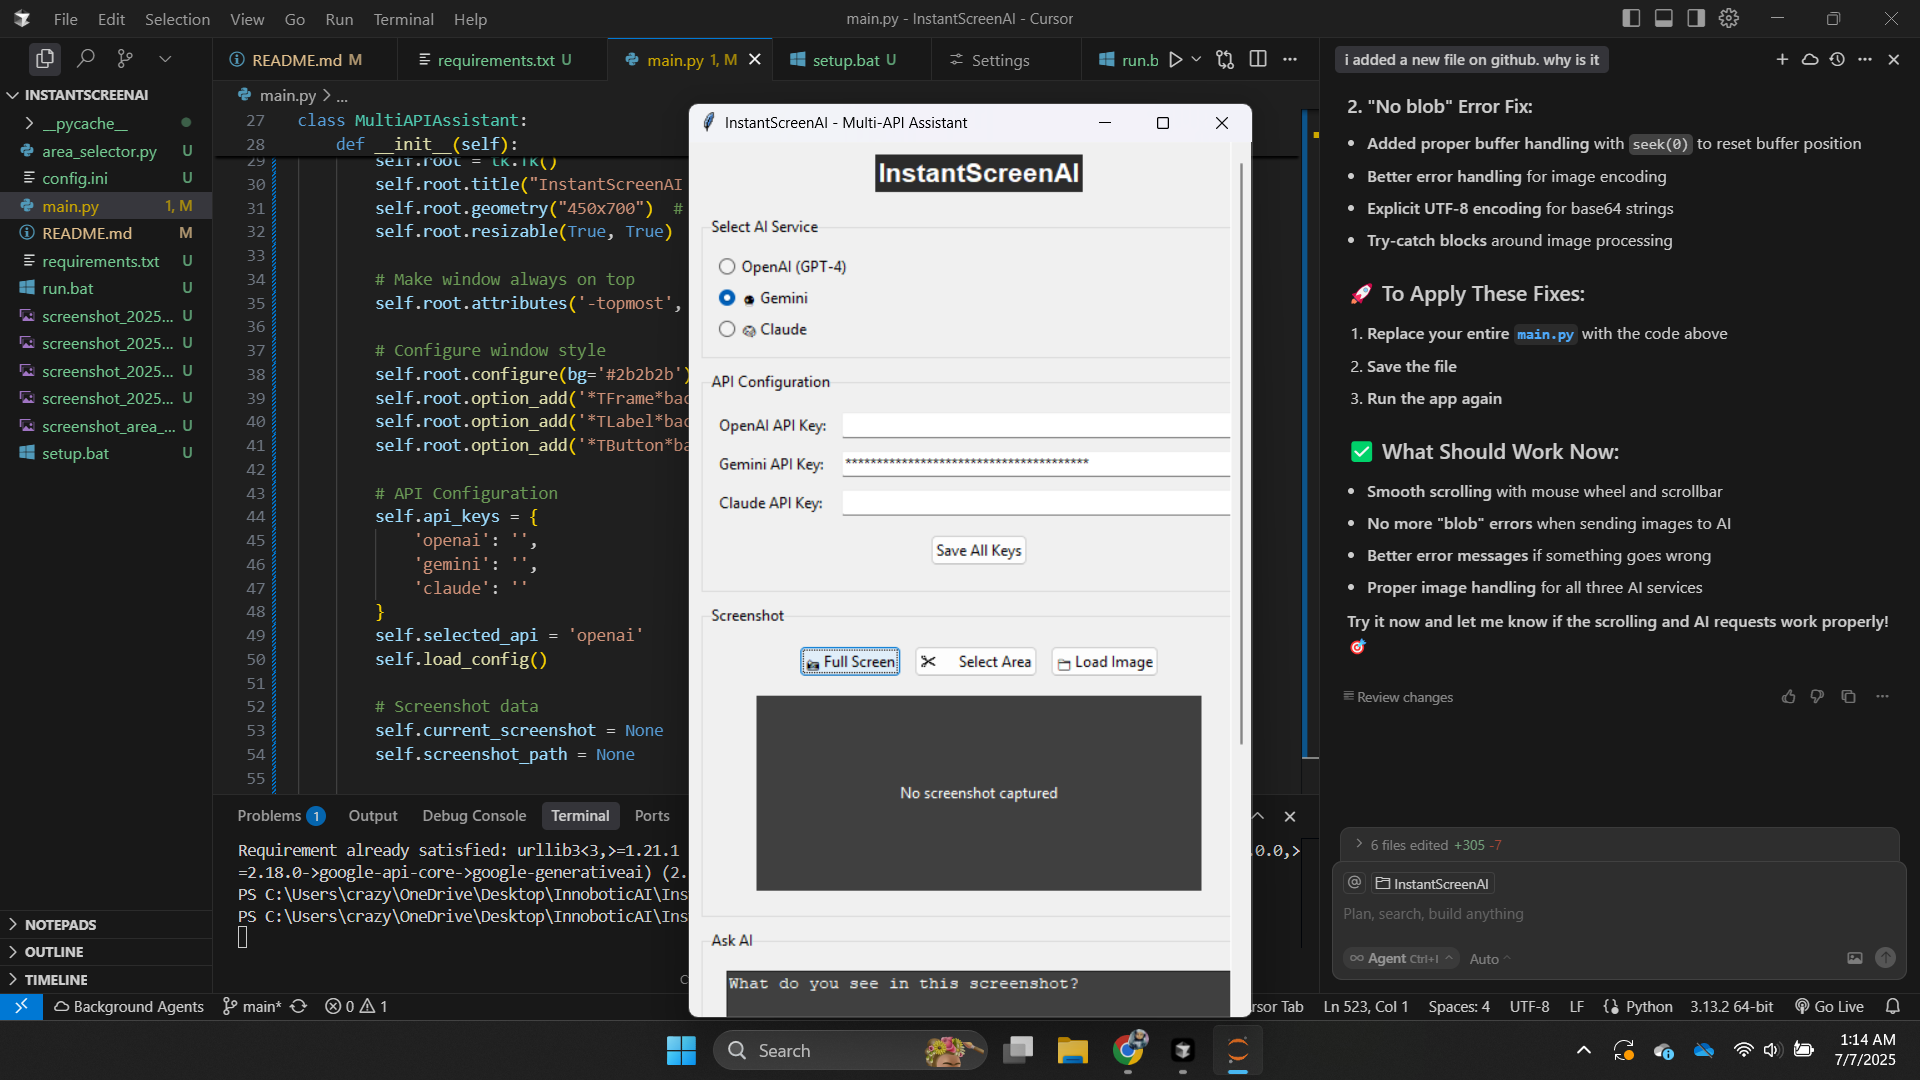 File Edit Selection View Go Run Terminal Help
main.py - InstantScreenAI - Cursor
README.md M
requirements.txt U
main.py 1, M
setup.bat U
Settings
run.b
INSTANTSCREENAI
__pycache__
area_selector.py U
config.ini U
main.py 1, M
README.md M
requirements.txt U
run.bat U
screenshot_2025... U
screenshot_2025... U
screenshot_2025... U
screenshot_2025... U
screenshot_area_... U
setup.bat U
NOTEPADS
OUTLINE
TIMELINE
main.py > ...
27 class MultiAPIAssistant:
28 def __init__(self):
29 self.root = tk.Tk()
30 self.root.title("InstantScreenAI
31 self.root.geometry("450x700") #
32 self.root.resizable(True, True)
33
34 # Make window always on top
35 self.root.attributes('-topmost',
36
37 # Configure window style
38 self.root.configure(bg='#2b2b2b')
39 self.root.option_add('*TFrame*bac
40 self.root.option_add('*TLabel*bac
41 self.root.option_add('*TButton*ba
42
43 # API Configuration
44 self.api_keys = {
45 'openai': '',
46 'gemini': '',
47 'claude': ''
48 }
49 self.selected_api = 'openai'
50 self.load_config()
51
52 # Screenshot data
53 self.current_screenshot = None
54 self.screenshot_path = None
55
Problems 1 Output Debug Console Terminal Ports
Requirement already satisfied: urllib3<3,>=1.21.1
.0.0,>
=2.18.0->google-api-core->google-generativeai) (2.
PS C:\Users\crazy\OneDrive\Desktop\InnoboticAI\Ins
PS C:\Users\crazy\OneDrive\Desktop\InnoboticAI\Ins
InstantScreenAI - Multi-API Assistant
InstantScreenAI
Select AI Service
OpenAI (GPT-4)
Gemini
Claude
API Configuration
OpenAI API Key:
Gemini API Key: ***************************************
Claude API Key:
Save All Keys
Screenshot
Full Screen
Select Area
Load Image
No screenshot captured
Ask AI
What do you see in this screenshot?
i added a new file on github. why is it
2. "No blob" Error Fix:
• Added proper buffer handling with seek(0) to reset buffer position
• Better error handling for image encoding
• Explicit UTF-8 encoding for base64 strings
• Try-catch blocks around image processing
🚀 To Apply These Fixes:
1. Replace your entire main.py with the code above
2. Save the file
3. Run the app again
✅ What Should Work Now:
• Smooth scrolling with mouse wheel and scrollbar
• No more "blob" errors when sending images to AI
• Better error messages if something goes wrong
• Proper image handling for all three AI services
Try it now and let me know if the scrolling and AI requests work properly!
🎯
Review changes
6 files edited +305 -7
@ InstantScreenAI
Plan, search, build anything
Agent Ctrl+I Auto
Background Agents
main*
0 1
rsor Tab
Ln 523, Col 1
Spaces: 4
UTF-8
LF
{} Python
3.13.2 64-bit
Go Live
Search
1:14 AM
7/7/2025